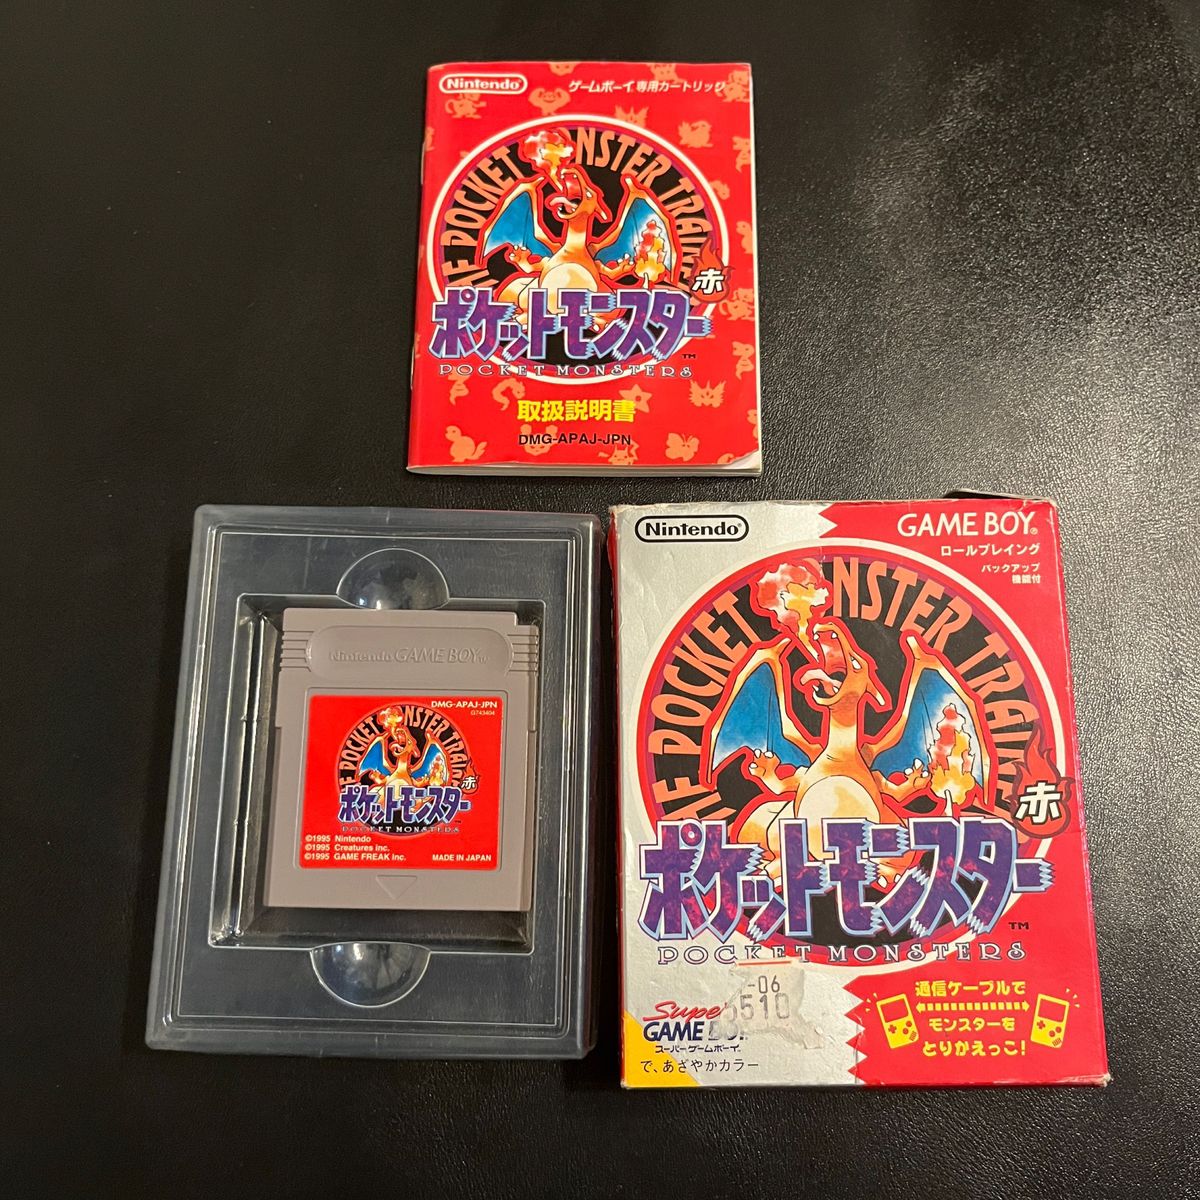 Nintendo
ゲームボーイ専用カートリッジ
THE POCKET MONSTER TRAINE
赤
ポケットモンスター
TM
POCKET MONSTERS
取扱説明書
DMG-APAJ-JPN
Nintendo GAME BOY
TM
DMG-APAJ-JPN
G743404
THE POCKET MONSTER TRAINE
赤
ポケットモンスター
POCKET MONSTERS
©1995 Nintendo
©1995 Creatures inc.
©1995 GAME FREAK inc.
MADE IN JAPAN
Nintendo
GAME BOY
ロールプレイング
バックアップ
機能付
THE POCKET MONSTER TRAINE
赤
ポケットモンスター
TM
POCKET MONSTERS
-06
510
Super
GAME BOY
スーパーゲームボーイ
で、あざやかカラー
通信ケーブルで
モンスターを
とりかえっこ!